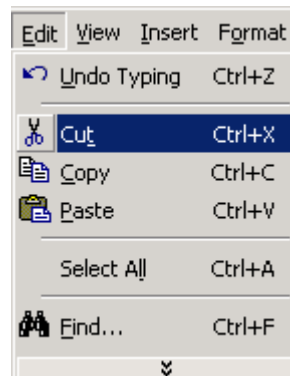 Edit View Insert Format
Undo Typing Ctrl+Z
Cut Ctrl+X
Copy Ctrl+C
Paste Ctrl+V
Select All Ctrl+A
Find... Ctrl+F